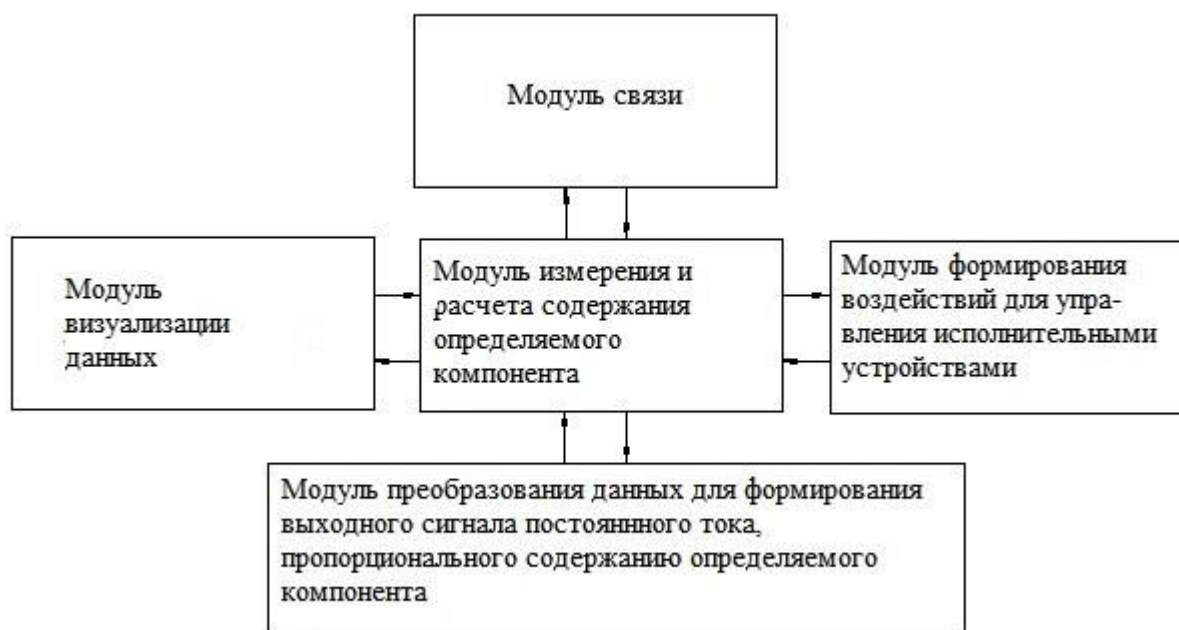 Модуль связи
Модуль
визуализации
данных
Модуль измерения и
расчета содержания
определяемого
компонента
Модуль формирования
воздействий для упра-
вления исполнительными
устройствами
Модуль преобразования данных для формирования
выходного сигнала постояннного тока,
пропорционального содержанию определяемого
компонента